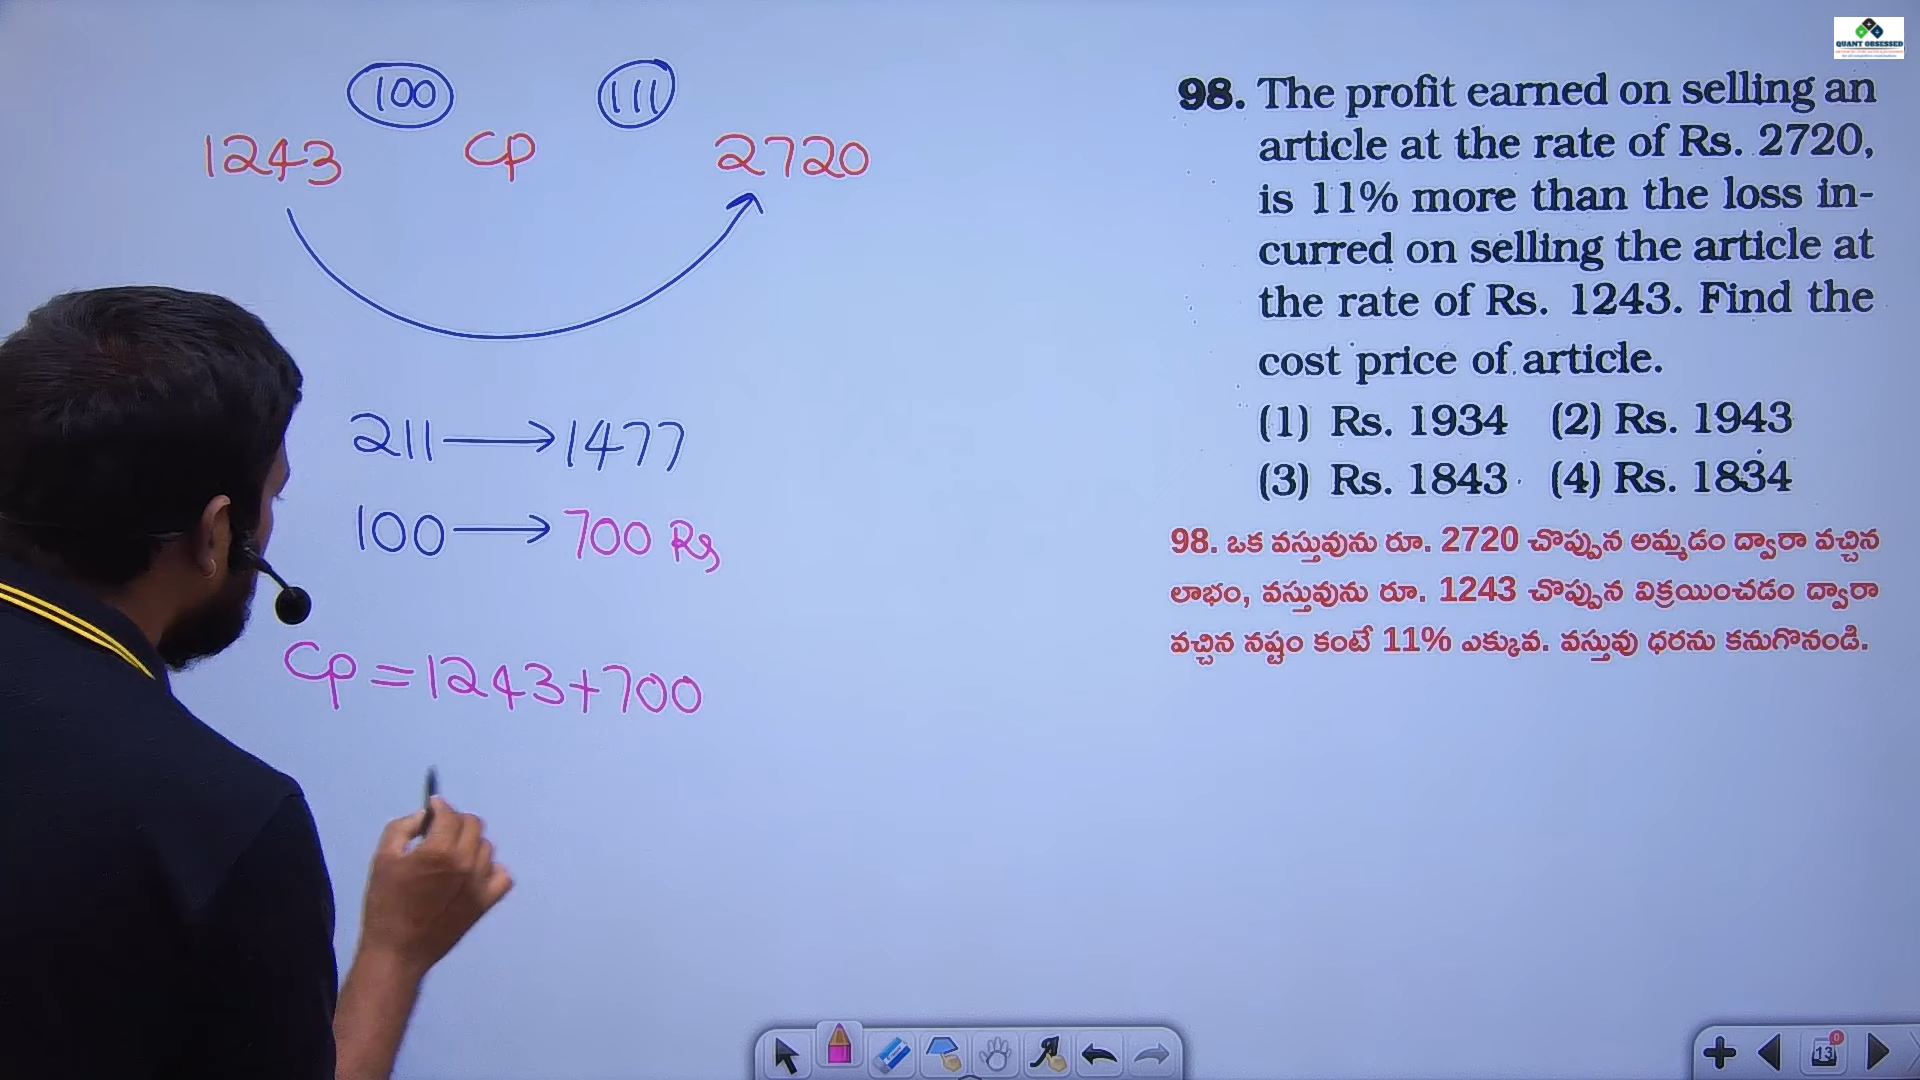 100 111
1243 CP 2720
211 → 1477
100 → 700 Rs
CP = 1243 + 700
QUANT OBSESSED
98. The profit earned on selling an
article at the rate of Rs. 2720,
is 11% more than the loss in-
curred on selling the article at
the rate of Rs. 1243. Find the
cost price of article.
(1) Rs. 1934 (2) Rs. 1943
(3) Rs. 1843 (4) Rs. 1834
98. ఒక వస్తువును రూ. 2720 చొప్పున అమ్మడం ద్వారా వచ్చిన
లాభం, వస్తువును రూ. 1243 చొప్పున విక్రయించడం ద్వారా
వచ్చిన నష్టం కంటే 11% ఎక్కువ. వస్తువు ధరను కనుగొనండి.
13 0